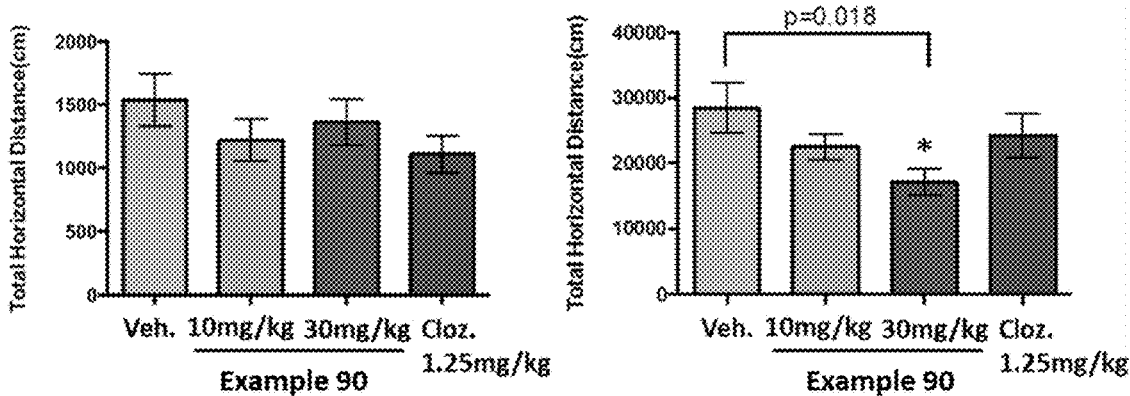 Total Horizontal Distance(cm)
2000
1500
1000
500
0
Veh. 10mg/kg 30mg/kg Cloz.
1.25mg/kg
Example 90
p=0.018
Total Horizontal Distance(cm)
40000
30000
20000
10000
0
*
Veh. 10mg/kg 30mg/kg Cloz.
1.25mg/kg
Example 90